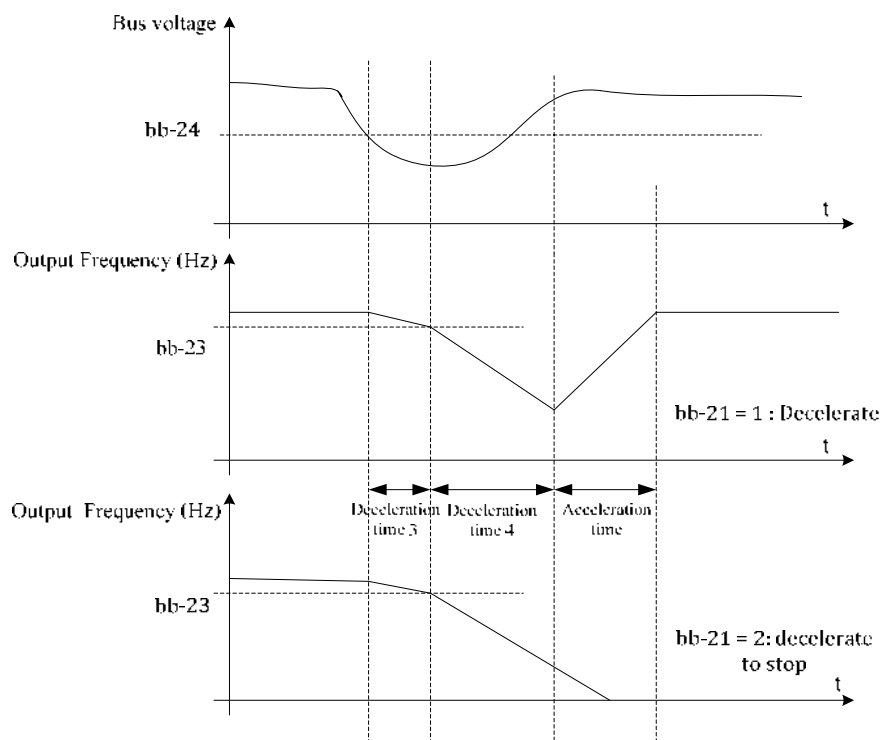 Bus voltage
bb-24
t
Output Frequency (Hz)
bb-23
bb-21 = 1 : Decelerate
t
Deceleration
time 3
Deceleration
time 4
Acceleration
time
Output Frequency (Hz)
bb-23
bb-21 = 2: decelerate
to stop
t